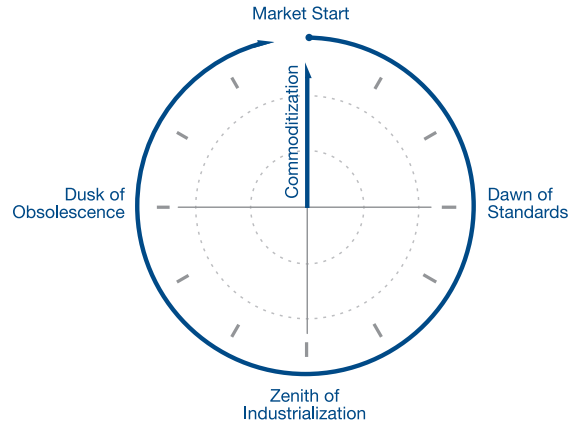 Market Start
Commoditization
Dusk of
Obsolescence
Dawn of
Standards
Zenith of
Industrialization